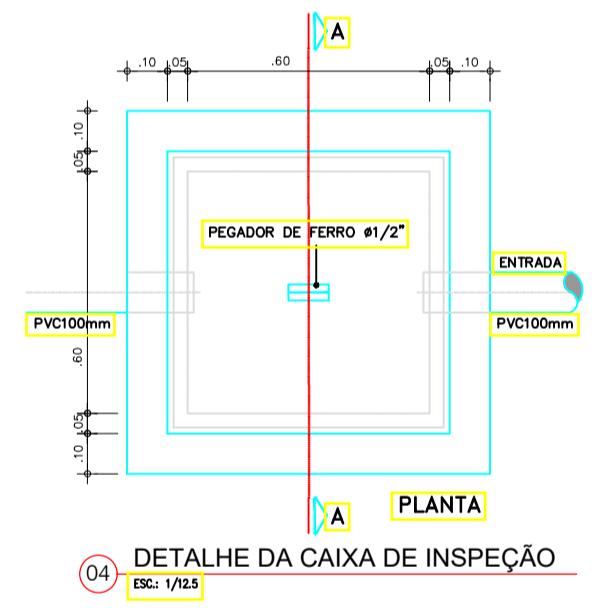 A
.10 .05 .60 .05 .10
.10
.05
PEGADOR DE FERRO ø1/2"
ENTRADA
PVC100mm PVC100mm
.60
.05
.10
A
PLANTA
04 DETALHE DA CAIXA DE INSPEÇÃO
ESC.: 1/12.5